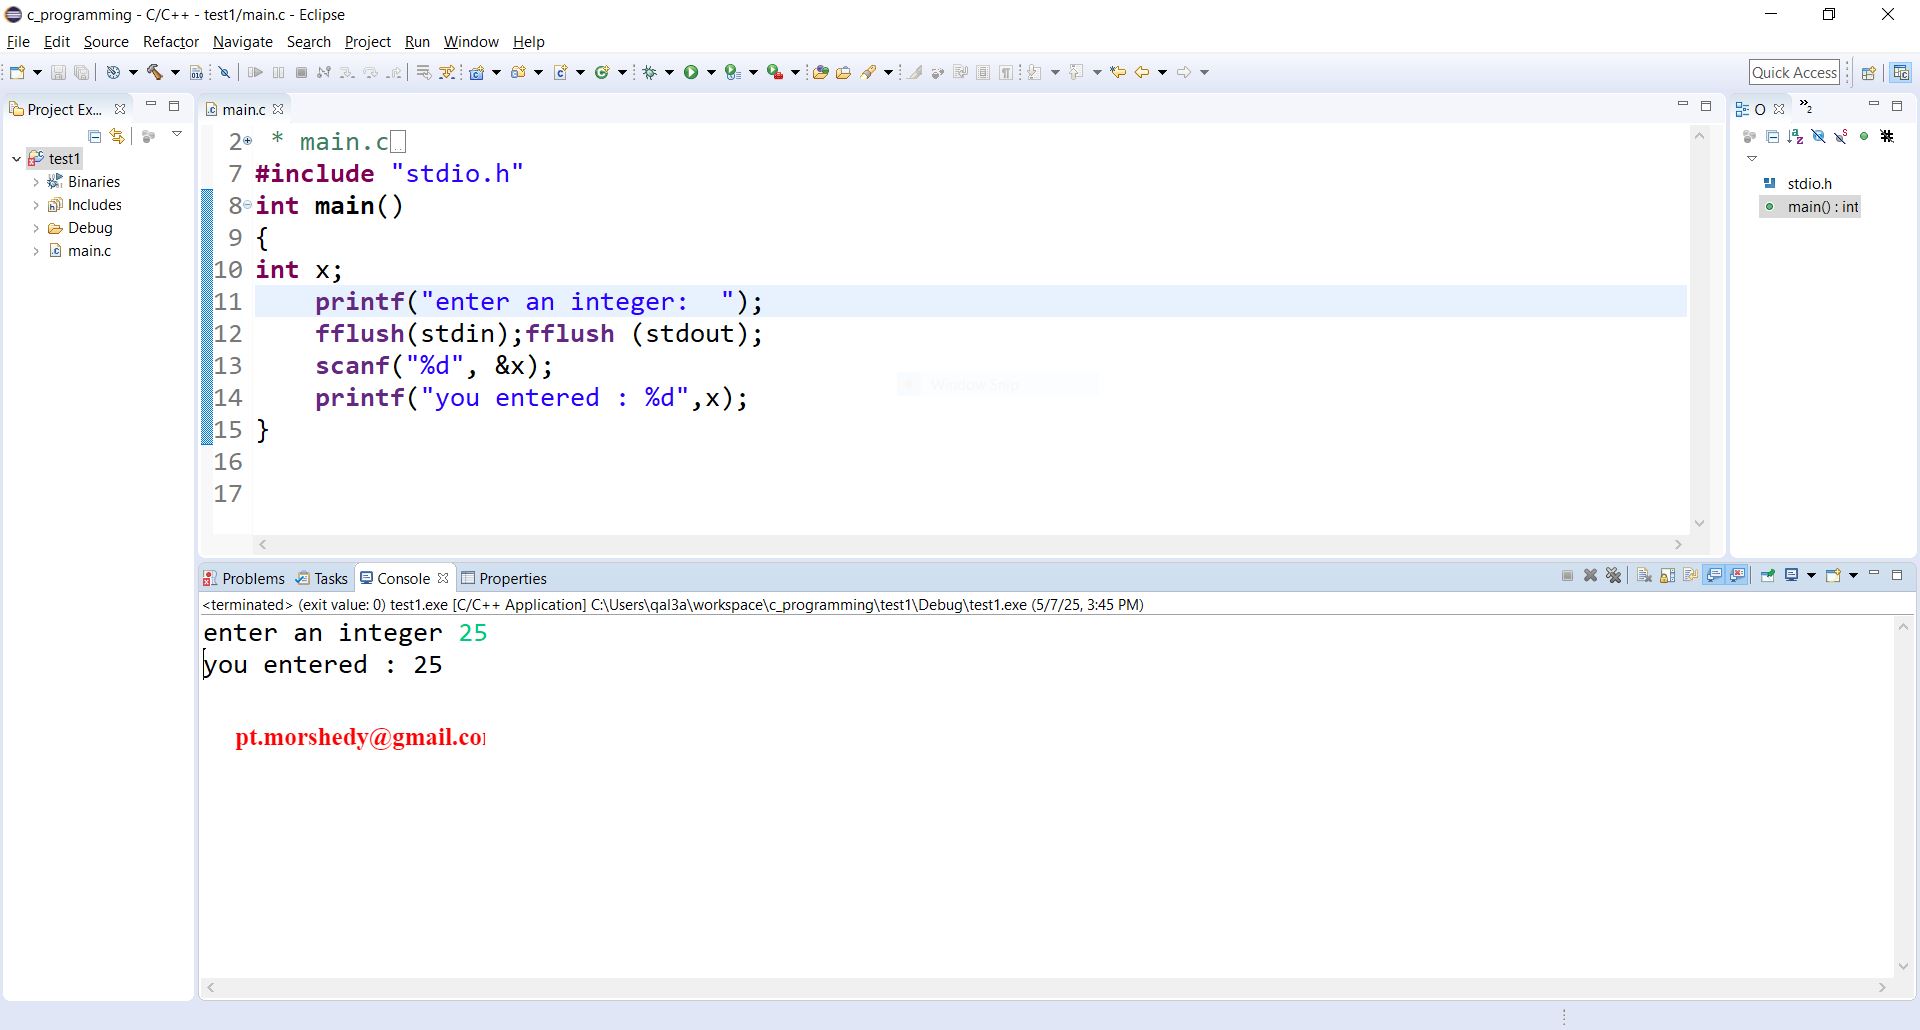 c_programming - C/C++ - test1/main.c - Eclipse
File Edit Source Refactor Navigate Search Project Run Window Help
Quick Access
Project Ex...
test1
Binaries
Includes
Debug
main.c
main.c
2 * main.c
7 #include "stdio.h"
8 int main()
9 {
10 int x;
11 printf("enter an integer:  ");
12 fflush(stdin);fflush (stdout);
13 scanf("%d", &x);
14 printf("you entered : %d",x);
15 }
16
17
Window Snip
O
»2
stdio.h
main() : int
Problems Tasks Console Properties
<terminated> (exit value: 0) test1.exe [C/C++ Application] C:\Users\qal3a\workspace\c_programming\test1\Debug\test1.exe (5/7/25, 3:45 PM)
enter an integer 25
you entered : 25
pt.morshedy@gmail.co